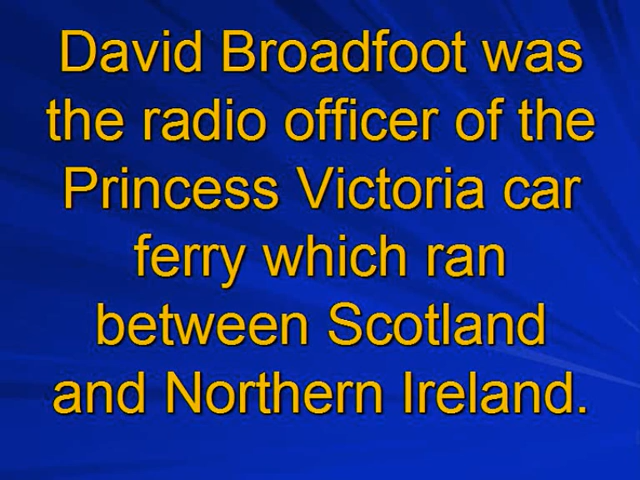 David Broadfoot was
the radio officer of the
Princess Victoria car
ferry which ran
between Scotland
and Northern Ireland.